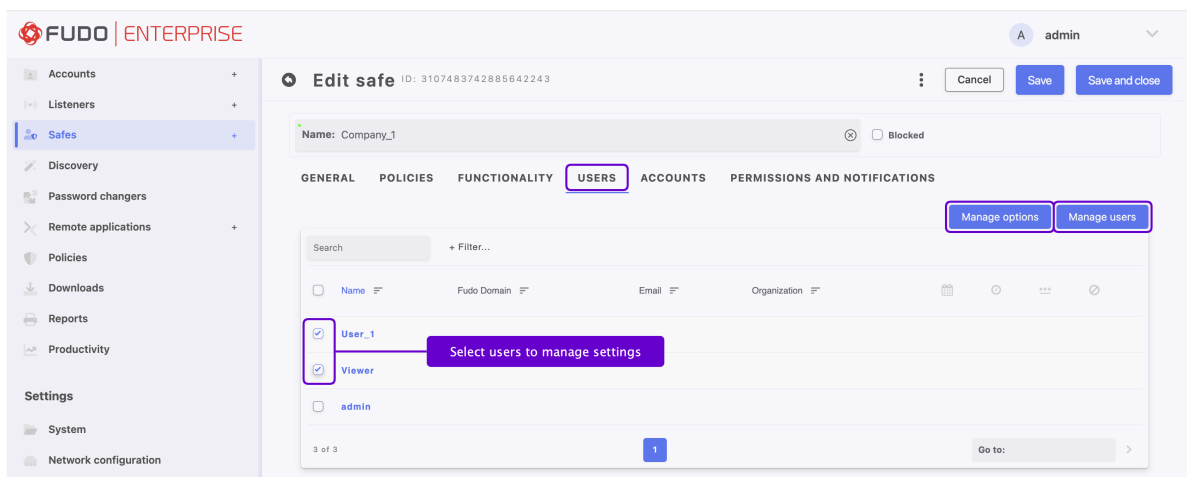 FUDO ENTERPRISE
A admin
Accounts +
Listeners +
Safes +
Discovery
Password changers
Remote applications +
Policies
Downloads
Reports
Productivity
Settings
System
Network configuration
Edit safe ID: 3107483742885642243
Cancel Save Save and close
Name: Company_1
Blocked
GENERAL POLICIES FUNCTIONALITY USERS ACCOUNTS PERMISSIONS AND NOTIFICATIONS
Manage options Manage users
Search + Filter...
Name Fudo Domain Email Organization
User_1
Select users to manage settings
Viewer
admin
3 of 3 1 Go to: